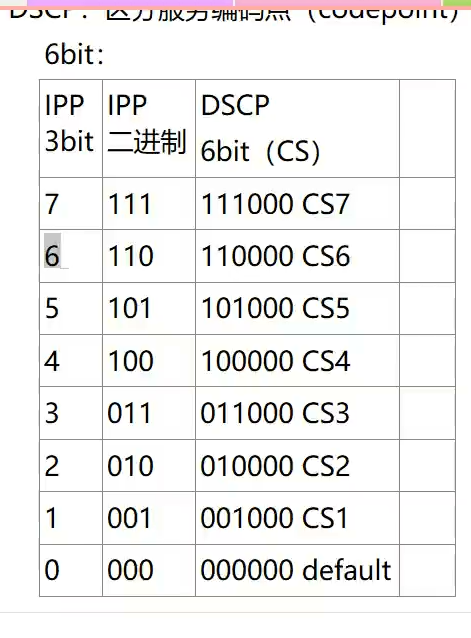 DSCP：区分服务编码点（codepoint）
6bit：
IPP 3bit IPP 二进制 DSCP 6bit（CS）
7 111 111000 CS7
6 110 110000 CS6
5 101 101000 CS5
4 100 100000 CS4
3 011 011000 CS3
2 010 010000 CS2
1 001 001000 CS1
0 000 000000 default